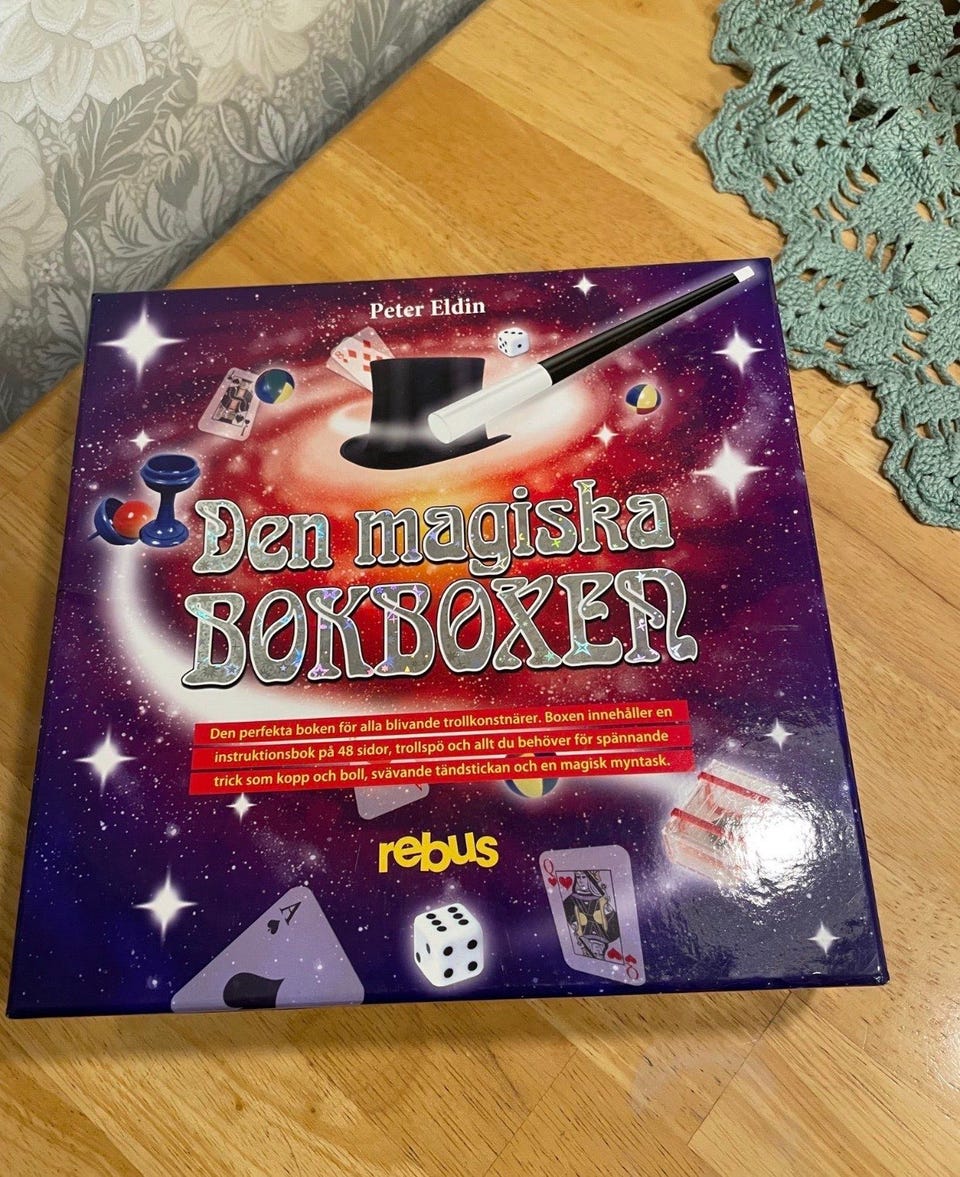 Peter Eldin
Den magiska
BOKBOXEN
Den perfekta boken för alla blivande trollkonstnärer. Boxen innehåller en
instruktionsbok på 48 sidor, trollspö och allt du behöver för spännande
trick som kopp och boll, svävande tändstickan och en magisk myntask.
rebus
A
Q
Q